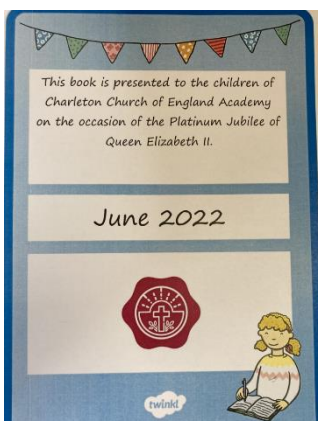 This book is presented to the children of
Charleton Church of England Academy
on the occasion of the Platinum Jubilee of
Queen Elizabeth II.
June 2022
twinkl